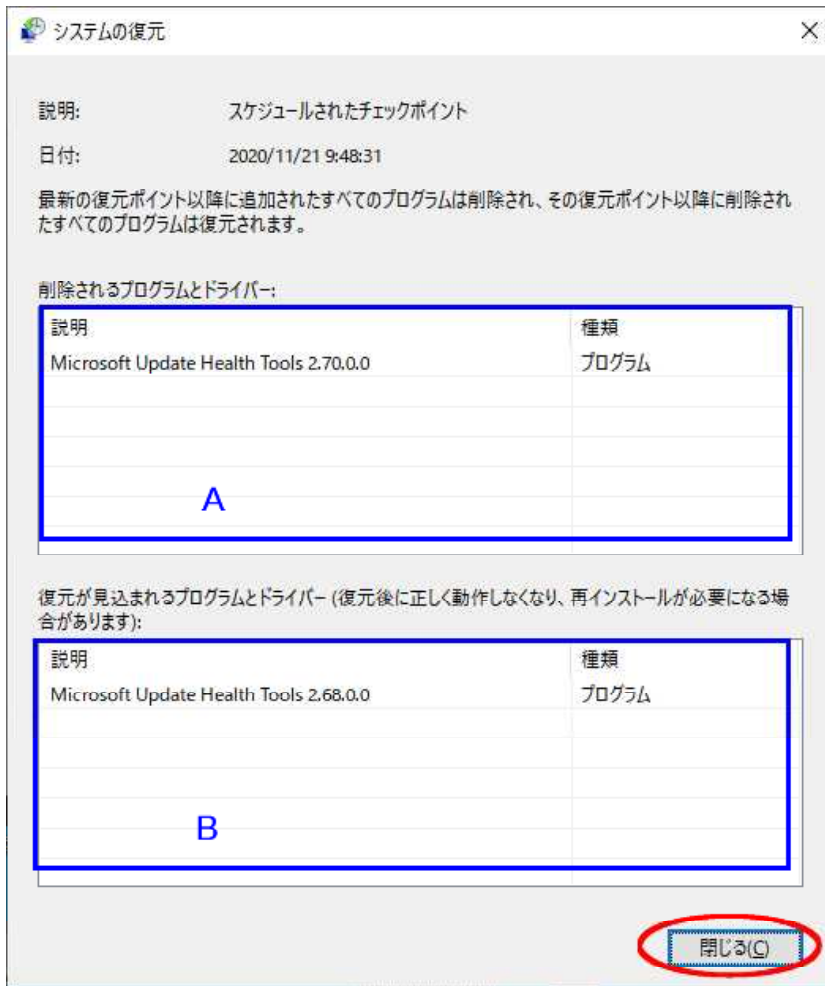 システムの復元
説明: スケジュールされたチェックポイント
日付: 2020/11/21 9:48:31
最新の復元ポイント以降に追加されたすべてのプログラムは削除され、その復元ポイント以降に削除され
たすべてのプログラムは復元されます。
削除されるプログラムとドライバー:
説明 種類
Microsoft Update Health Tools 2.70.0.0 プログラム
A
復元が見込まれるプログラムとドライバー (復元後に正しく動作しなくなり、再インストールが必要になる場
合があります):
説明 種類
Microsoft Update Health Tools 2.68.0.0 プログラム
B
閉じる(C)